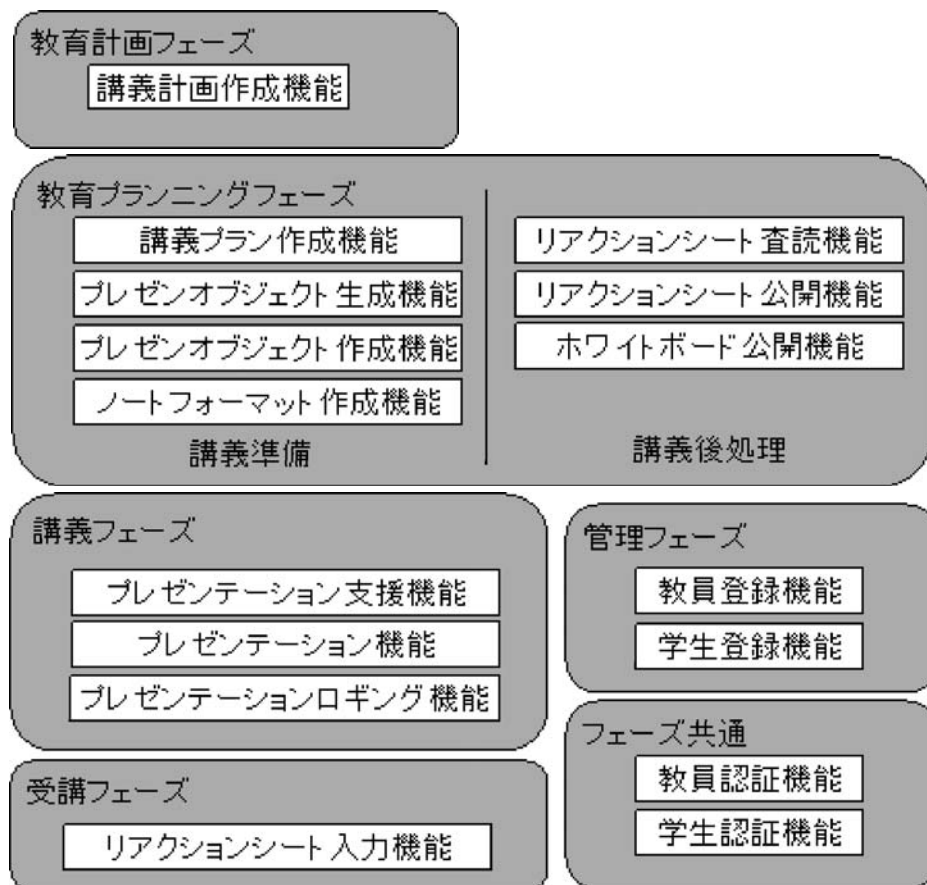 教育計画フェーズ
講義計画作成機能
教育プランニングフェーズ
講義プラン作成機能
プレゼンオブジェクト生成機能
プレゼンオブジェクト作成機能
ノートフォーマット作成機能
講義準備
リアクションシート査読機能
リアクションシート公開機能
ホワイトボード公開機能
講義後処理
講義フェーズ
プレゼンテーション支援機能
プレゼンテーション機能
プレゼンテーションロギング機能
管理フェーズ
教員登録機能
学生登録機能
受講フェーズ
リアクションシート入力機能
フェーズ共通
教員認証機能
学生認証機能